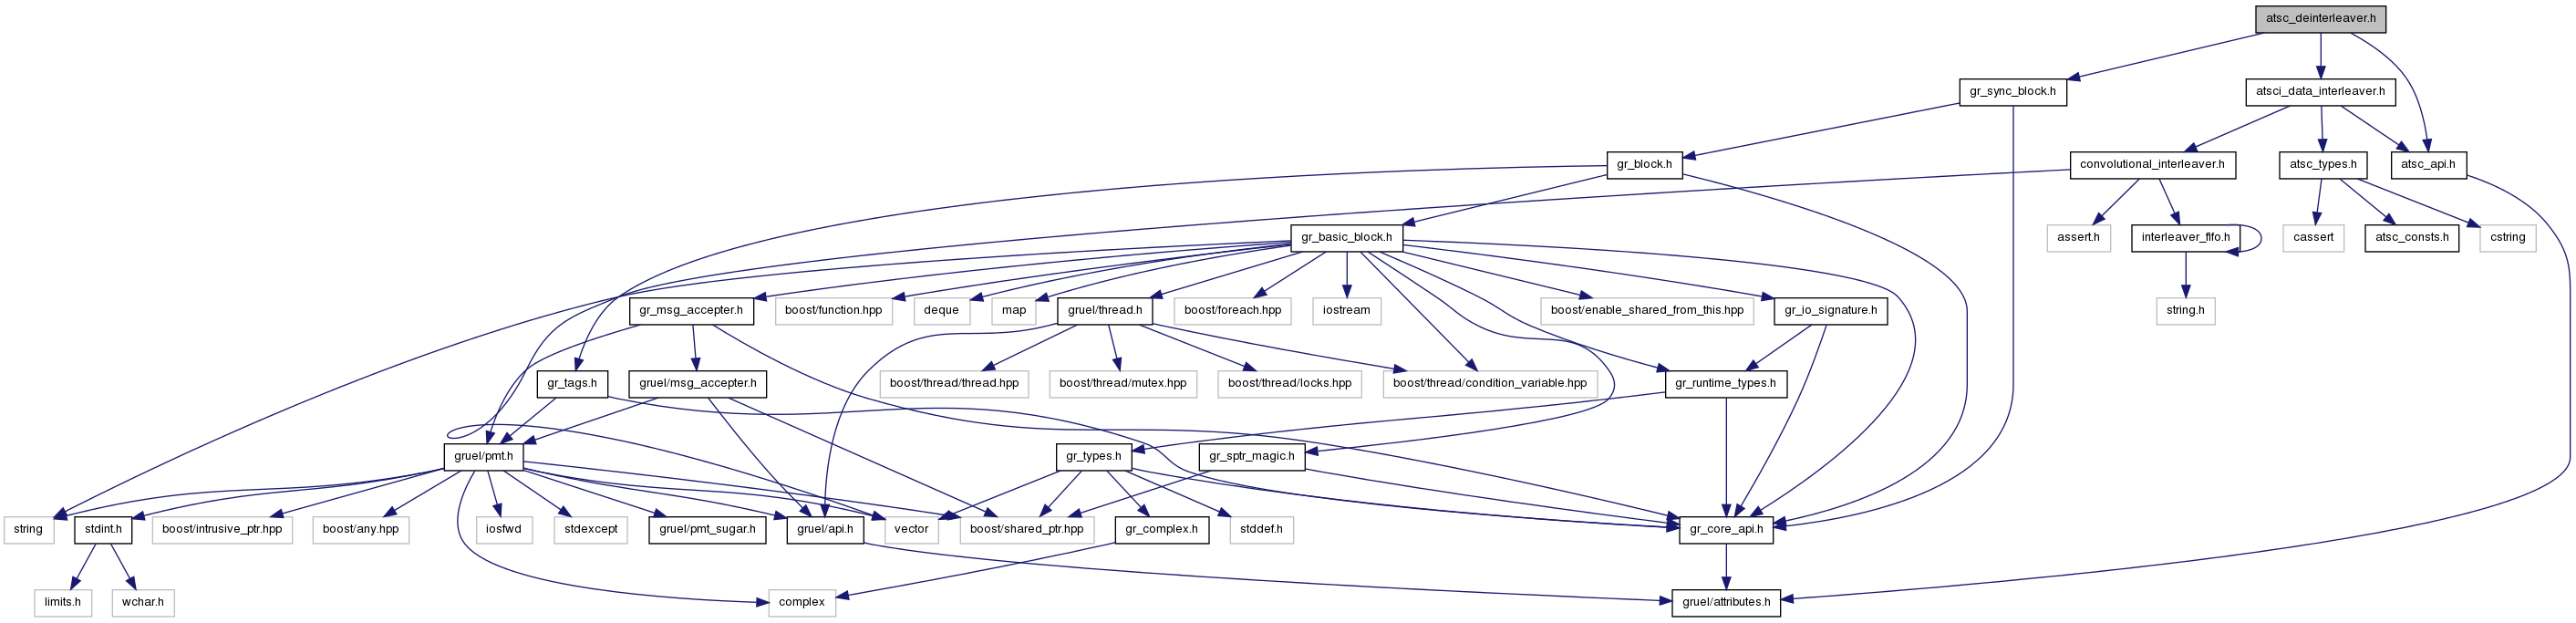 atsc_deinterleaver.h
gr_sync_block.h
atsci_data_interleaver.h
gr_block.h
convolutional_interleaver.h
atsc_types.h
atsc_api.h
gr_basic_block.h
assert.h
interleaver_fifo.h
cassert
atsc_consts.h
cstring
gr_msg_accepter.h
boost/function.hpp
deque
map
gruel/thread.h
boost/foreach.hpp
iostream
boost/enable_shared_from_this.hpp
gr_io_signature.h
string.h
gr_tags.h
gruel/msg_accepter.h
boost/thread/thread.hpp
boost/thread/mutex.hpp
boost/thread/locks.hpp
boost/thread/condition_variable.hpp
gr_runtime_types.h
gruel/pmt.h
gr_types.h
gr_sptr_magic.h
string
stdint.h
boost/intrusive_ptr.hpp
boost/any.hpp
iosfwd
stdexcept
gruel/pmt_sugar.h
gruel/api.h
vector
boost/shared_ptr.hpp
gr_complex.h
stddef.h
gr_core_api.h
limits.h
wchar.h
complex
gruel/attributes.h